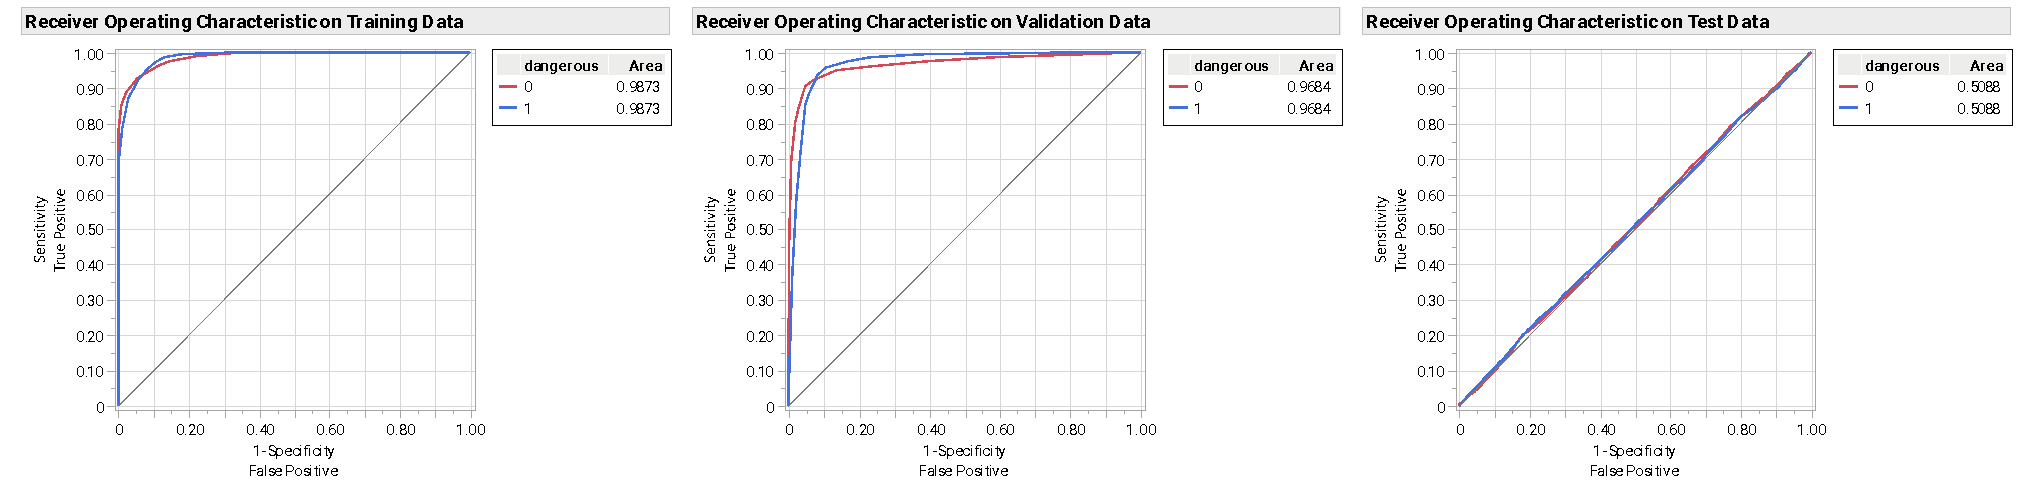 Receiver Operating Characteristic on Training Data
1.00
0.90
0.80
0.70
0.60
0.50
0.40
0.30
0.20
0.10
0
Sensitivity
True Positive
0 0.20 0.40 0.60 0.80 1.00
1-Specificity
False Positive
dangerous Area
0 0.9873
1 0.9873
Receiver Operating Characteristic on Validation Data
1.00
0.90
0.80
0.70
0.60
0.50
0.40
0.30
0.20
0.10
0
Sensitivity
True Positive
0 0.20 0.40 0.60 0.80 1.00
1-Specificity
False Positive
dangerous Area
0 0.9684
1 0.9684
Receiver Operating Characteristic on Test Data
1.00
0.90
0.80
0.70
0.60
0.50
0.40
0.30
0.20
0.10
0
Sensitivity
True Positive
0 0.20 0.40 0.60 0.80 1.00
1-Specificity
False Positive
dangerous Area
0 0.5088
1 0.5088